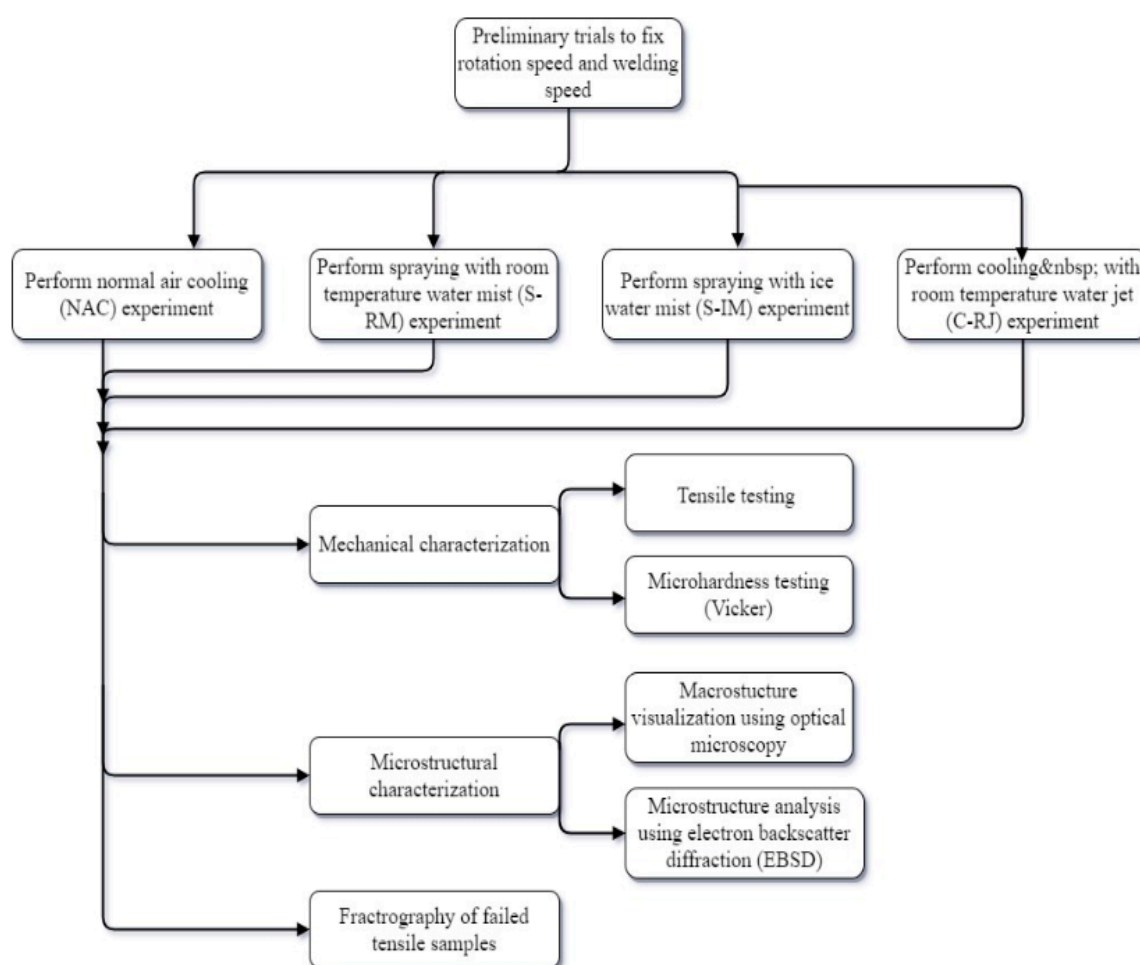 Preliminary trials to fix
rotation speed and welding
speed
Perform normal air cooling
(NAC) experiment
Perform spraying with room
temperature water mist (S-
RM) experiment
Perform spraying with ice
water mist (S-IM) experiment
Perform cooling&nbsp; with
room temperature water jet
(C-RJ) experiment
Mechanical characterization
Tensile testing
Microhardness testing
(Vicker)
Microstructural
characterization
Macrostucture
visualization using optical
microscopy
Microstructure analysis
using electron backscatter
diffraction (EBSD)
Fractrography of failed
tensile samples